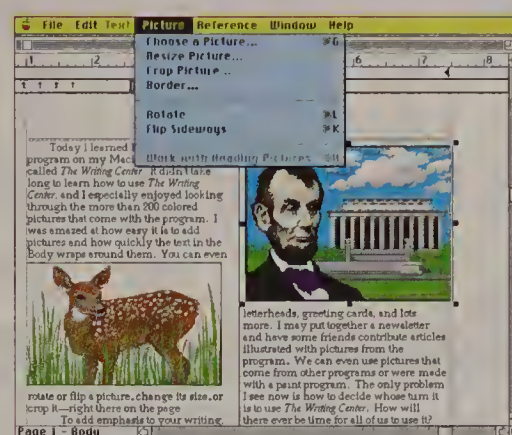 File Edit Text Picture Reference Window Help
Choose a Picture... ⌘G
Resize Picture...
Crop Picture...
Border...
Rotate ⌘L
Flip Sideways ⌘K
Work with Heading Pictures ⌘H
1 2 6 7 8
Today I learned
program on my Mac
called The Writing Center. It didn't take
long to learn how to use The Writing
Center, and I especially enjoyed looking
through the more than 200 colored
pictures that come with the program. I
was amazed at how easy it is to add
pictures and how quickly the text in the
Body wraps around them. You can even
rotate or flip a picture, change its size, or
crop it—right there on the page
To add emphasis to your writing,
letterheads, greeting cards, and lots
more. I may put together a newsletter
and have some friends contribute articles
illustrated with pictures from the
program. We can even use pictures that
come from other programs or were made
with a paint program. The only problem
I see now is how to decide whose turn it
is to use The Writing Center. How will
there ever be time for all of us to use it?
Page 1 - Body